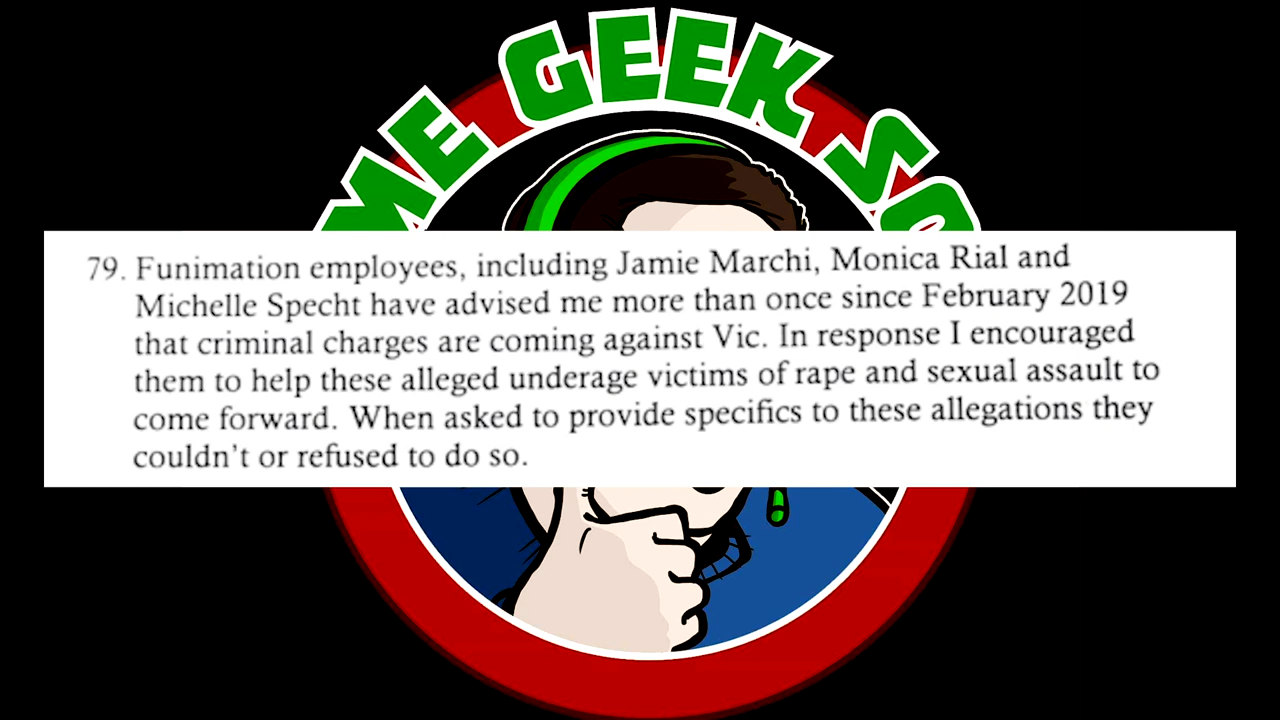 ME GEEK SO
79. Funimation employees, including Jamie Marchi, Monica Rial and
Michelle Specht have advised me more than once since February 2019
that criminal charges are coming against Vic. In response I encouraged
them to help these alleged underage victims of rape and sexual assault to
come forward. When asked to provide specifics to these allegations they
couldn't or refused to do so.